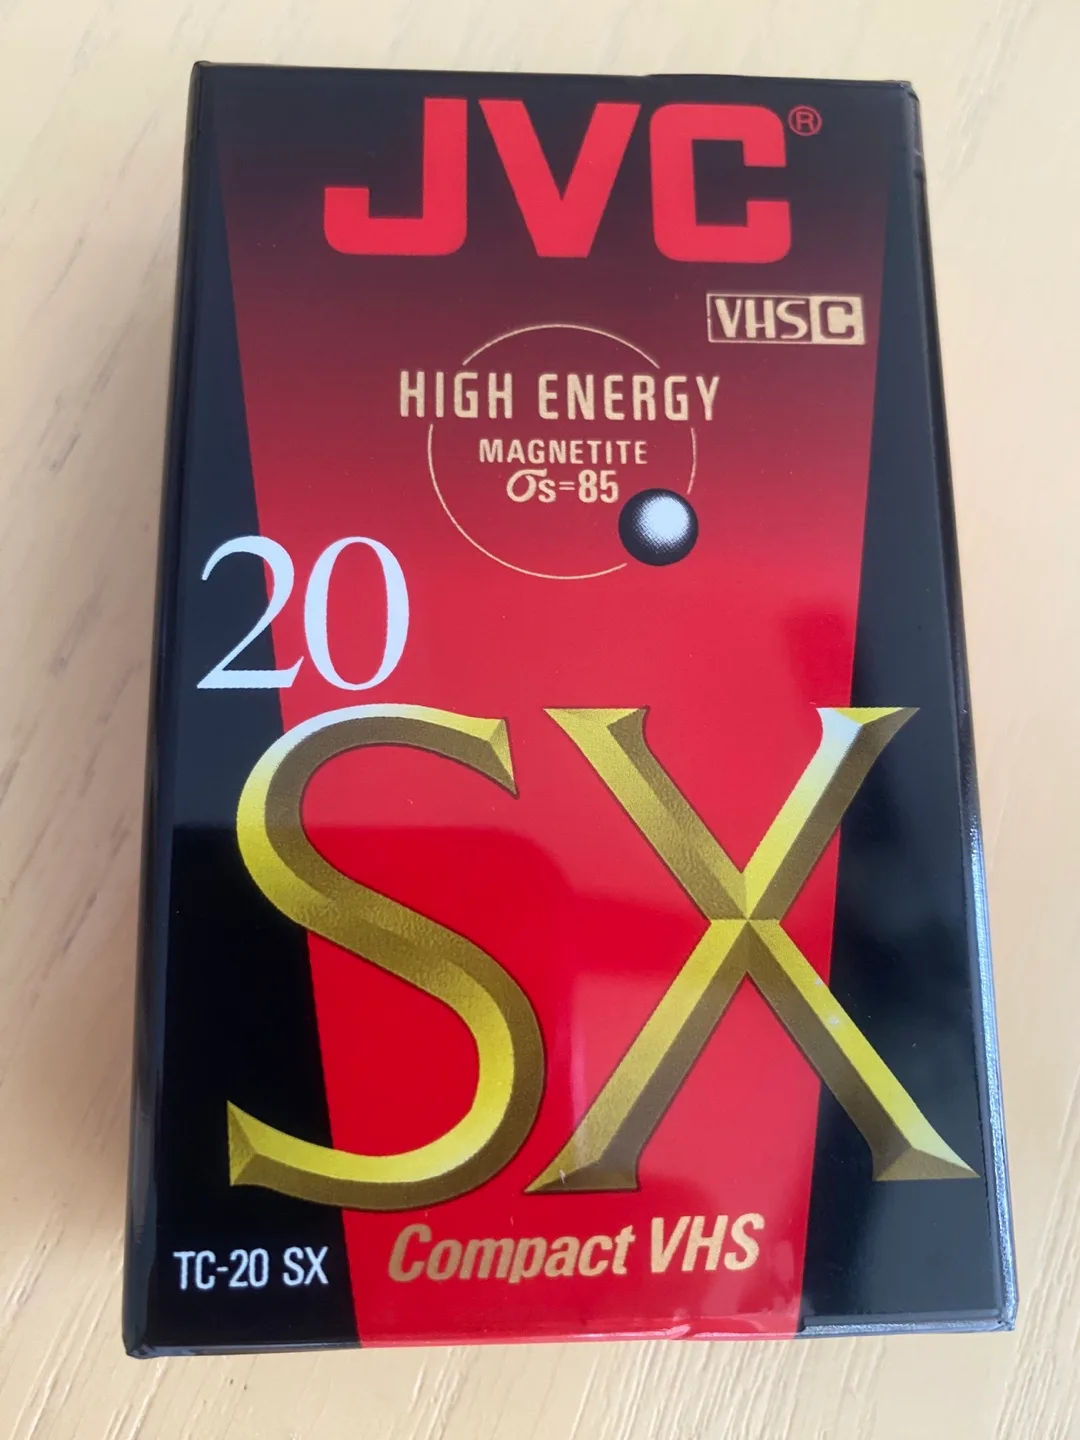 JVC®
VHS C
HIGH ENERGY
MAGNETITE
σs=85
20
SX
TC-20 SX
Compact VHS